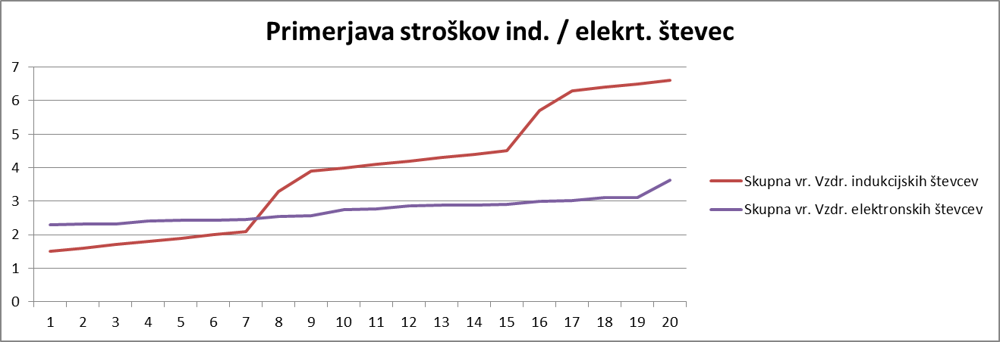 Primerjava stroškov ind. / elekrt. števec
7
6
5
4
3
2
1
0
1 2 3 4 5 6 7 8 9 10 11 12 13 14 15 16 17 18 19 20
Skupna vr. Vzdr. indukcijskih števcev
Skupna vr. Vzdr. elektronskih števcev